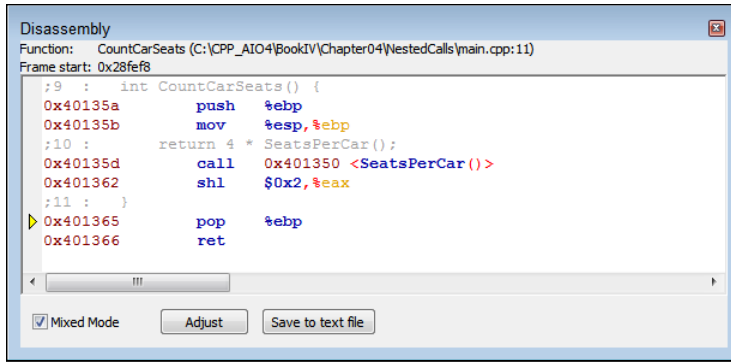 Disassembly
Function: CountCarSeats (C:\CPP_AIO4\BookIV\Chapter04\NestedCalls\main.cpp:11)
Frame start: 0x28fef8
;9 : int CountCarSeats() {
0x40135a push %ebp
0x40135b mov %esp,%ebp
;10 : return 4 * SeatsPerCar();
0x40135d call 0x401350 <SeatsPerCar()>
0x401362 shl $0x2,%eax
;11 : }
0x401365 pop %ebp
0x401366 ret
Mixed Mode Adjust Save to text file